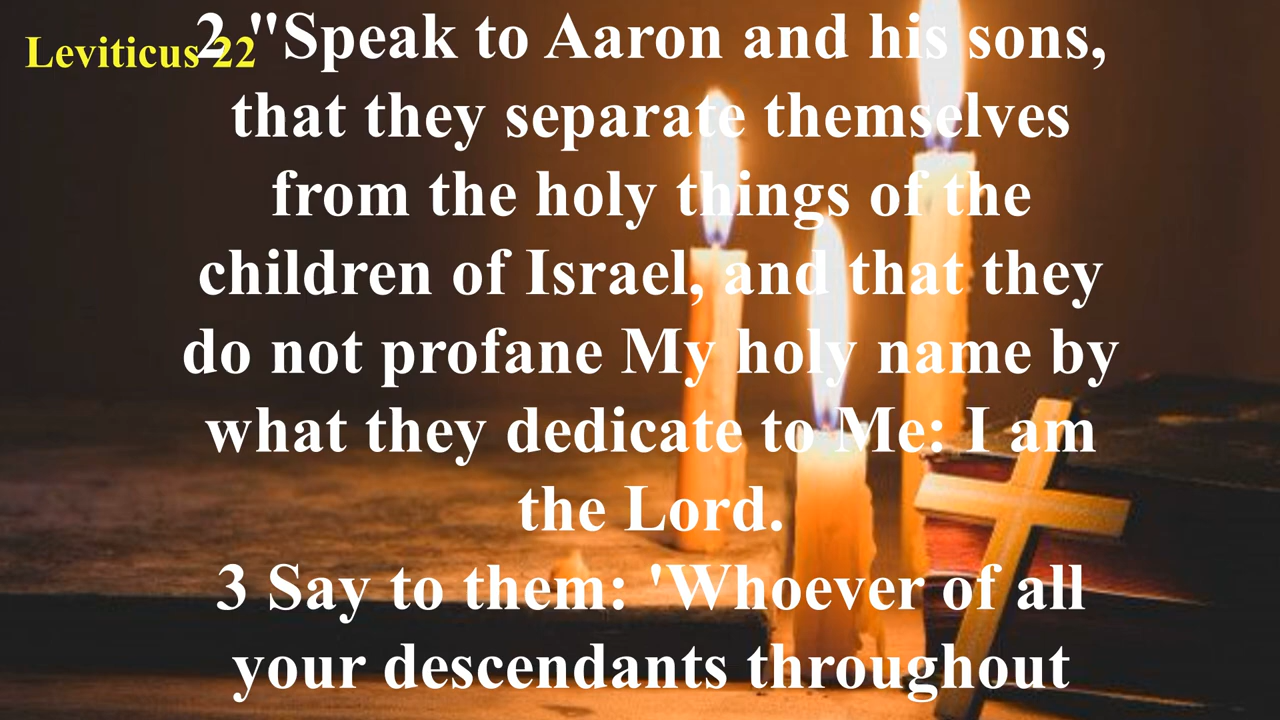 Leviticus 22
2 "Speak to Aaron and his sons,
that they separate themselves
from the holy things of the
children of Israel, and that they
do not profane My holy name by
what they dedicate to Me: I am
the Lord.
3 Say to them: 'Whoever of all
your descendants throughout